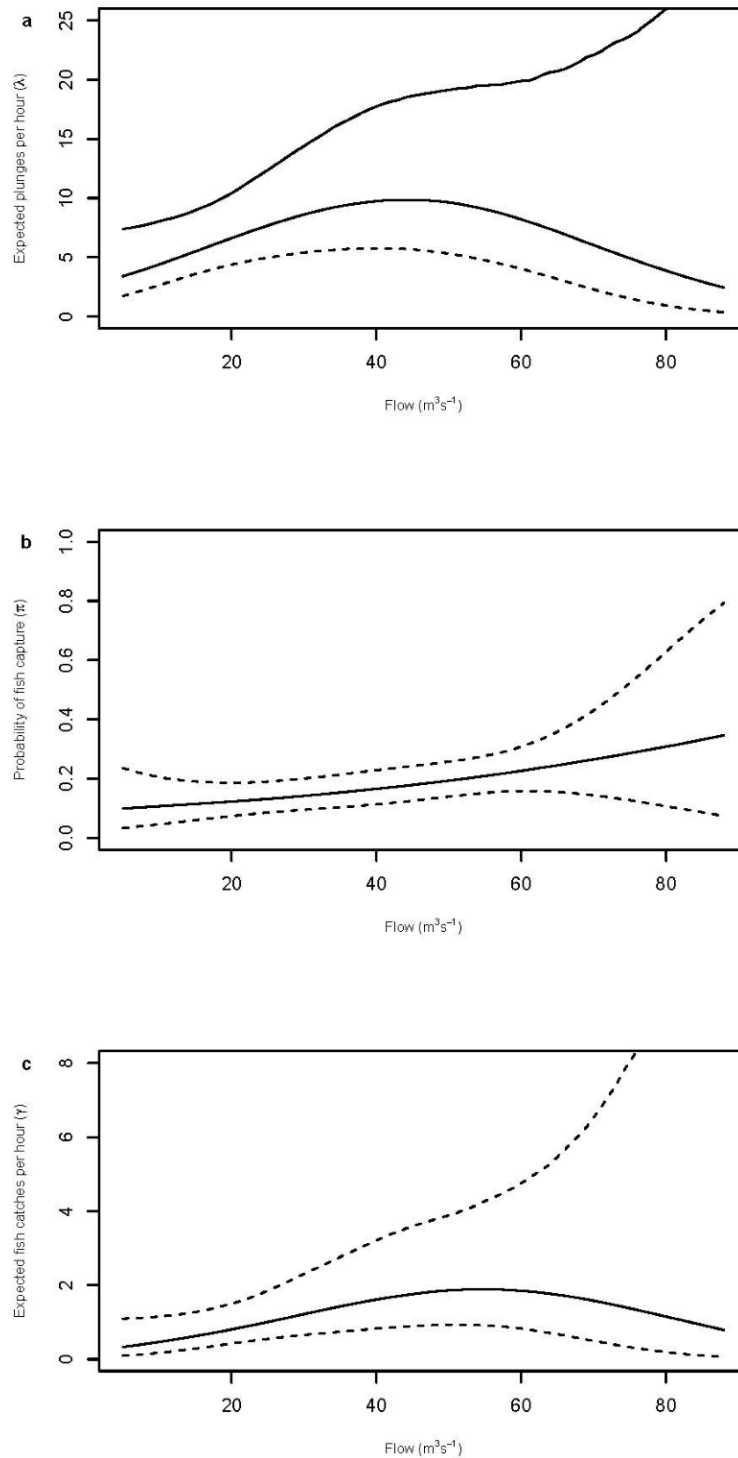 a
Expected plunges per hour (λ)
25
20
15
10
5
0
20 40 60 80
Flow (m³s⁻¹)
b
Probability of fish capture (π)
1.0
0.8
0.6
0.4
0.2
0.0
20 40 60 80
Flow (m³s⁻¹)
c
Expected fish catches per hour (γ)
8
6
4
2
0
20 40 60 80
Flow (m³s⁻¹)